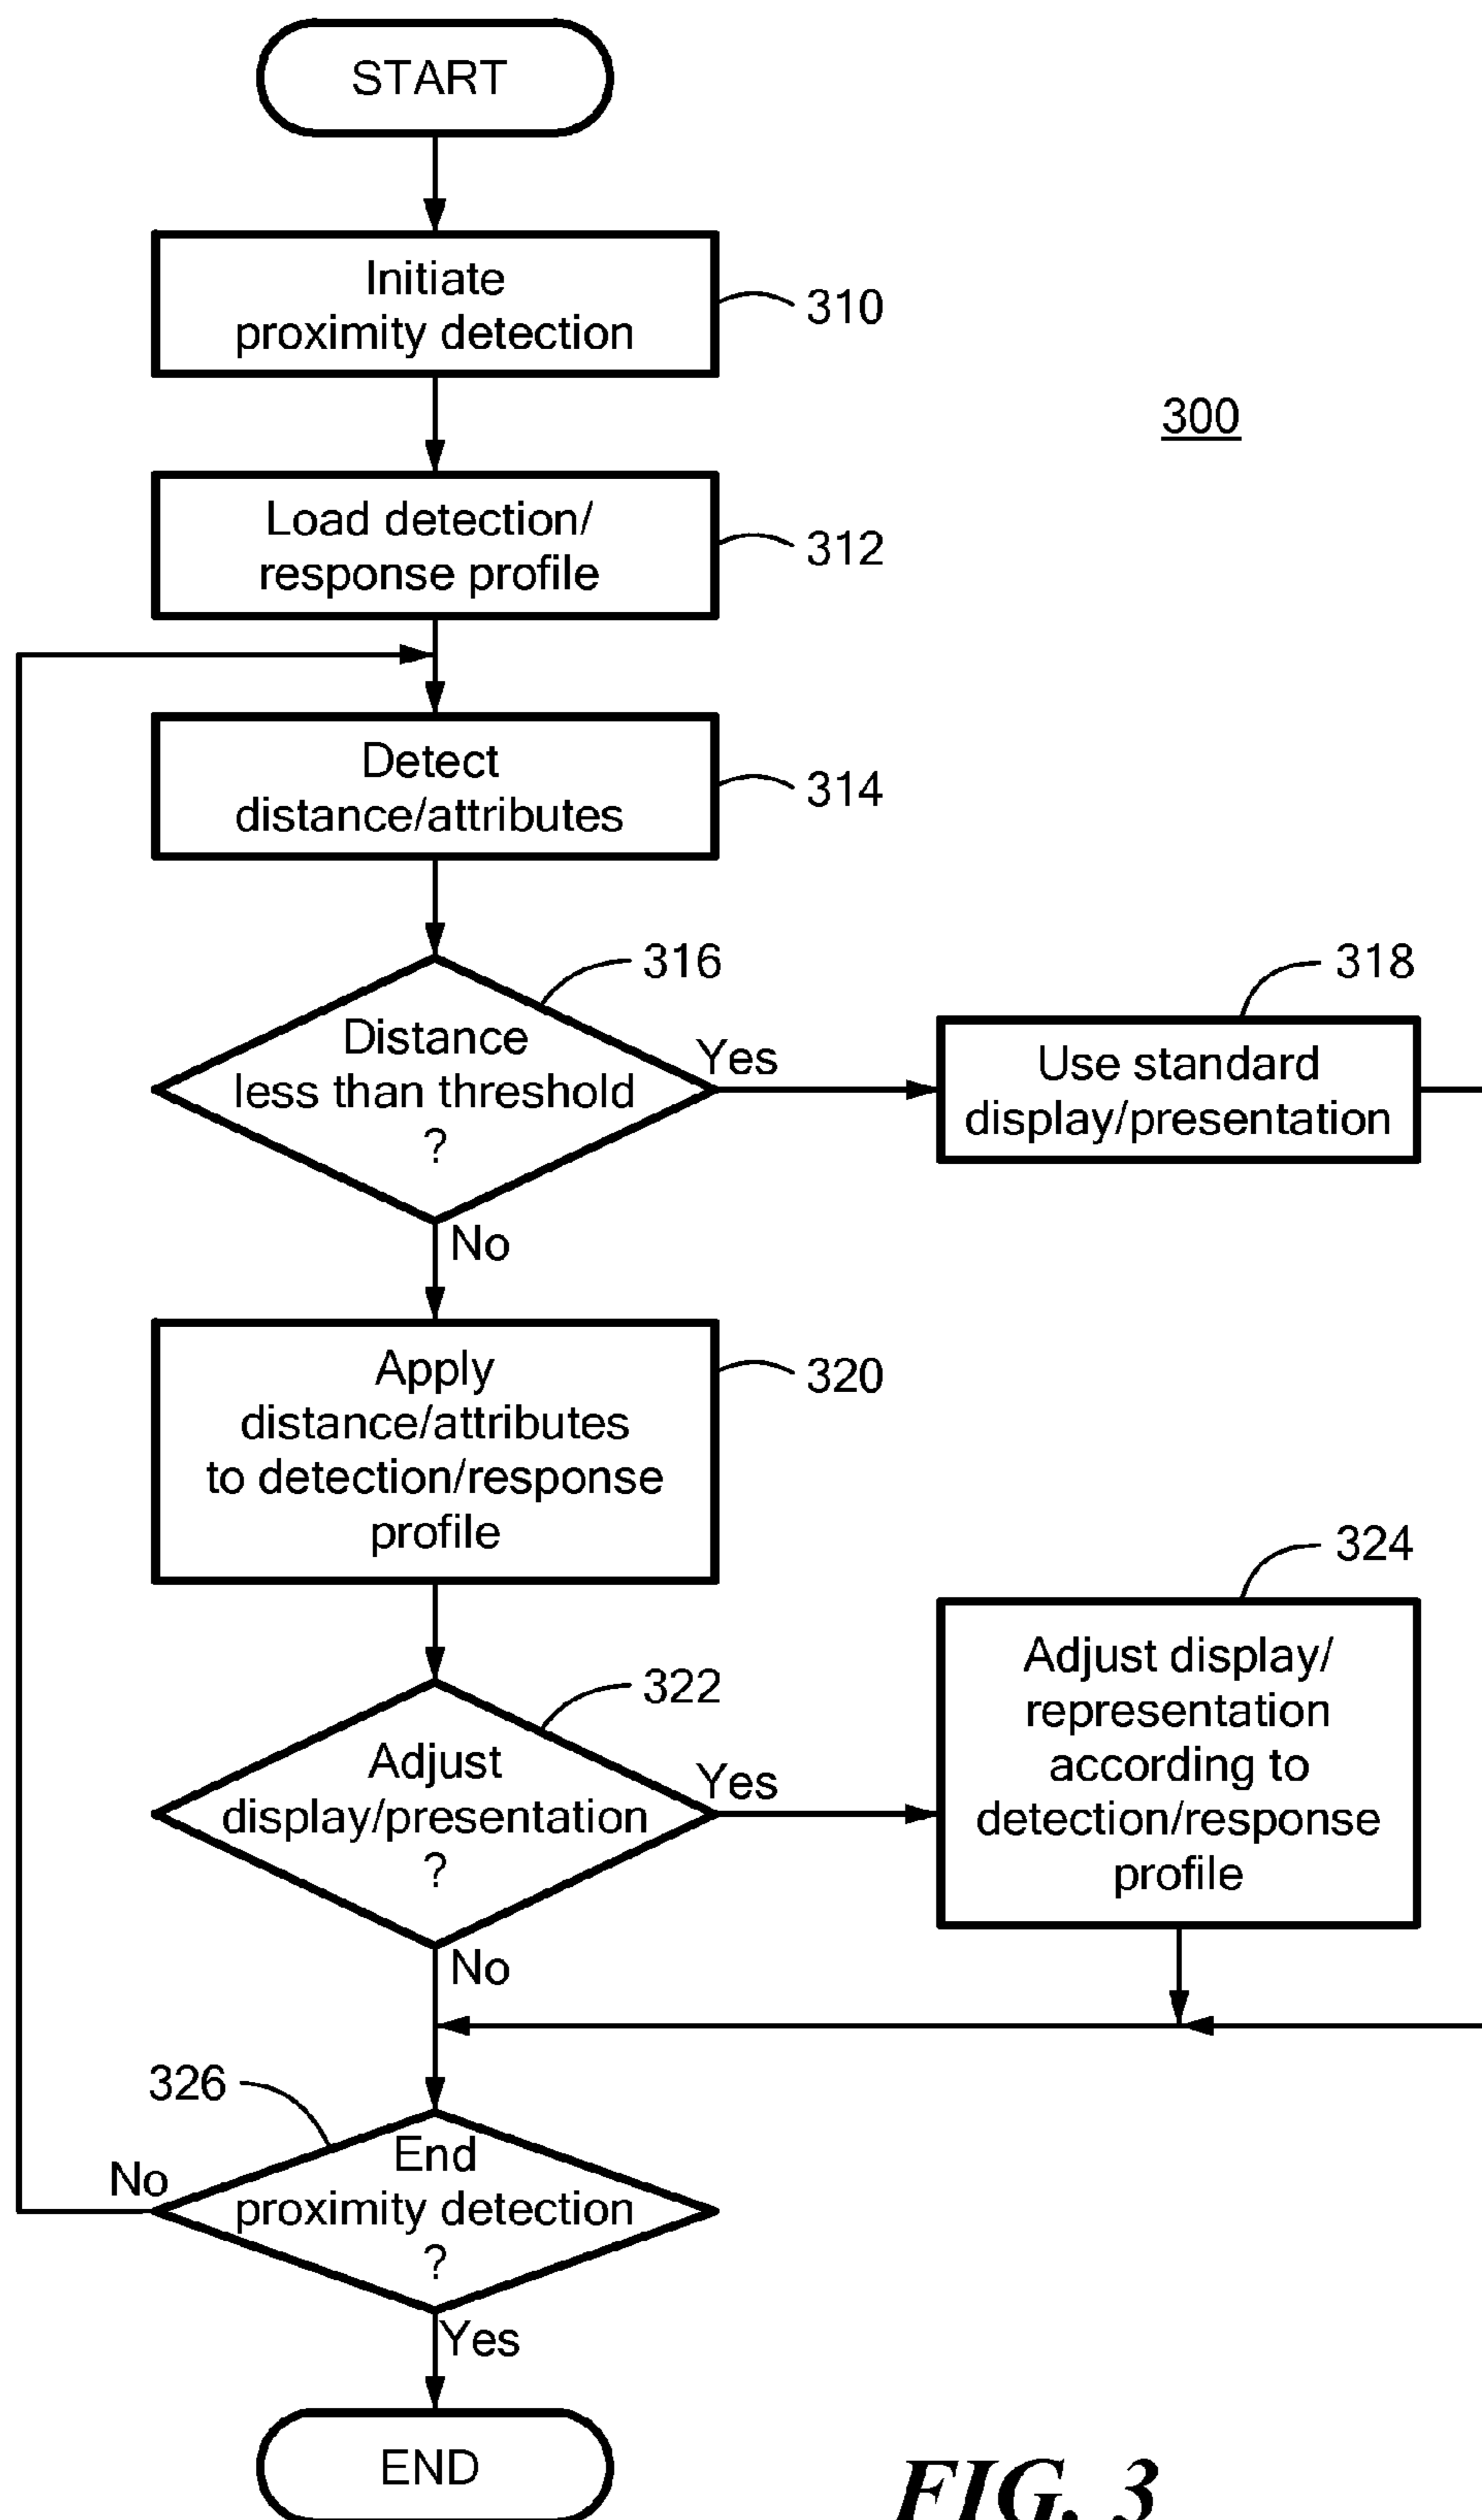 START
Initiate
proximity detection
310
300
Load detection/
response profile
312
Detect
distance/attributes
314
316
318
Distance
less than threshold
?
Yes
Use standard
display/presentation
No
Apply
distance/attributes
to detection/response
profile
320
324
322
Adjust
display/presentation
?
Yes
Adjust display/
representation
according to
detection/response
profile
No
326
End
proximity detection
?
No
Yes
END
FIG. 3